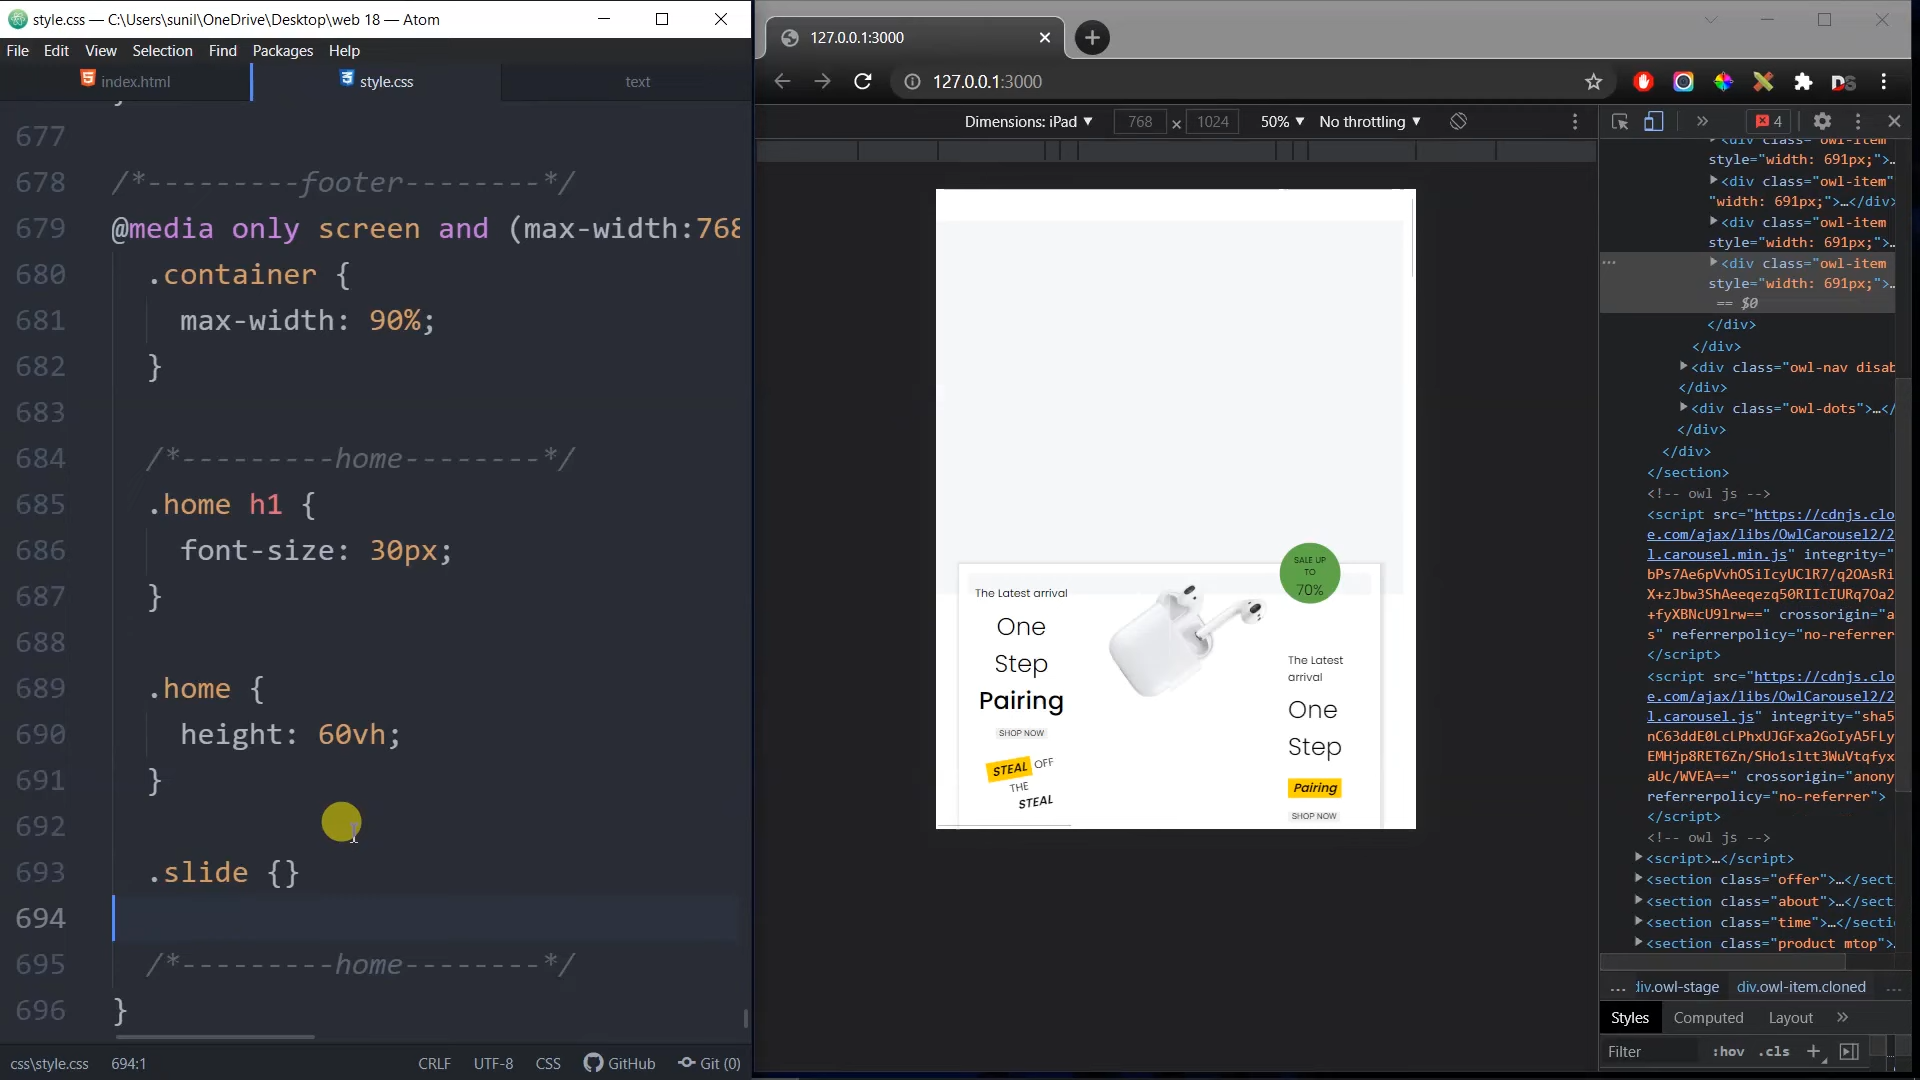 style.css — C:\Users\sunil\OneDrive\Desktop\web 18 — Atom
File Edit View Selection Find Packages Help
index.html style.css text
677
678 /*---------footer--------*/
679 @media only screen and (max-width:768
680 .container {
681 max-width: 90%;
682 }
683
684 /*---------home--------*/
685 .home h1 {
686 font-size: 30px;
687 }
688
689 .home {
690 height: 60vh;
691 }
692
693 .slide {}
694
695 /*---------home--------*/
696 }
css\style.css 694:1 CRLF UTF-8 CSS GitHub Git (0)
127.0.0.1:3000
127.0.0.1:3000
Dimensions: iPad 768 × 1024 50% No throttling
SALE UP
TO
70%
The Latest arrival
One
Step
Pairing
SHOP NOW
STEAL OFF
THE
STEAL
The Latest
arrival
One
Step
Pairing
SHOP NOW
4
<div class="owl-item"
style="width: 691px;">…
<div class="owl-item"
"width: 691px;">…</div>
<div class="owl-item
style="width: 691px;">…
<div class="owl-item
style="width: 691px;">…
== $0
</div>
</div>
<div class="owl-nav disab
</div>
<div class="owl-dots">…</
</div>
</div>
</section>
<!-- owl js -->
<script src="https://cdnjs.clo
e.com/ajax/libs/OwlCarousel2/2
l.carousel.min.js" integrity="
bPs7Ae6pVvhOSiIcyUClR7/q2OAsRi
X+zJbw3ShAeeqezq50RIIcIURq7Oa2
+fyXBNcU9lrw==" crossorigin="a
s" referrerpolicy="no-referrer
</script>
<script src="https://cdnjs.clo
e.com/ajax/libs/OwlCarousel2/2
l.carousel.js" integrity="sha5
nC63ddE0LcLPhxUJGFxa2GoIyA5FLy
EMHjp8RET6Zn/SHo1sltt3WuVtqfyx
aUc/WVEA==" crossorigin="anony
referrerpolicy="no-referrer">
</script>
<!-- owl js -->
<script>…</script>
<section class="offer">…</sect
<section class="about">…</sect
<section class="time">…</secti
<section class="product mtop">
… div.owl-stage div.owl-item.cloned …
Styles Computed Layout
Filter :hov .cls